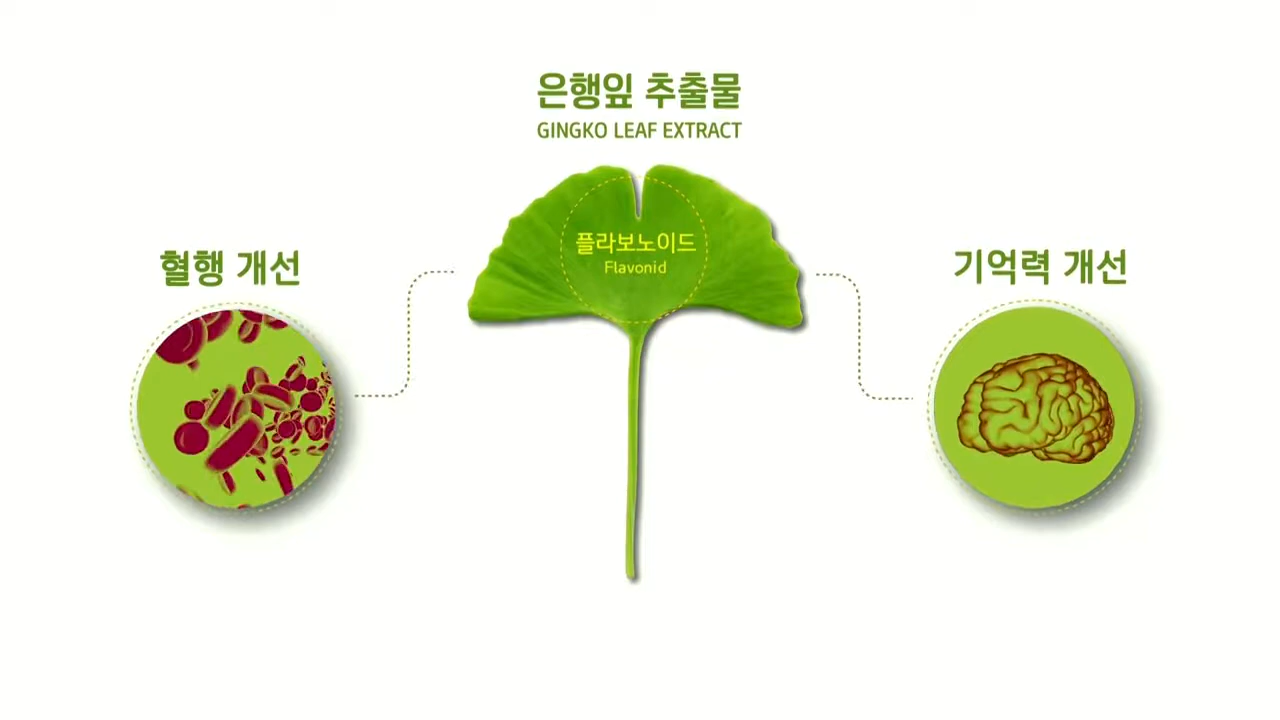 은행잎 추출물
GINGKO LEAF EXTRACT
플라보노이드
Flavonid
혈행 개선
기억력 개선